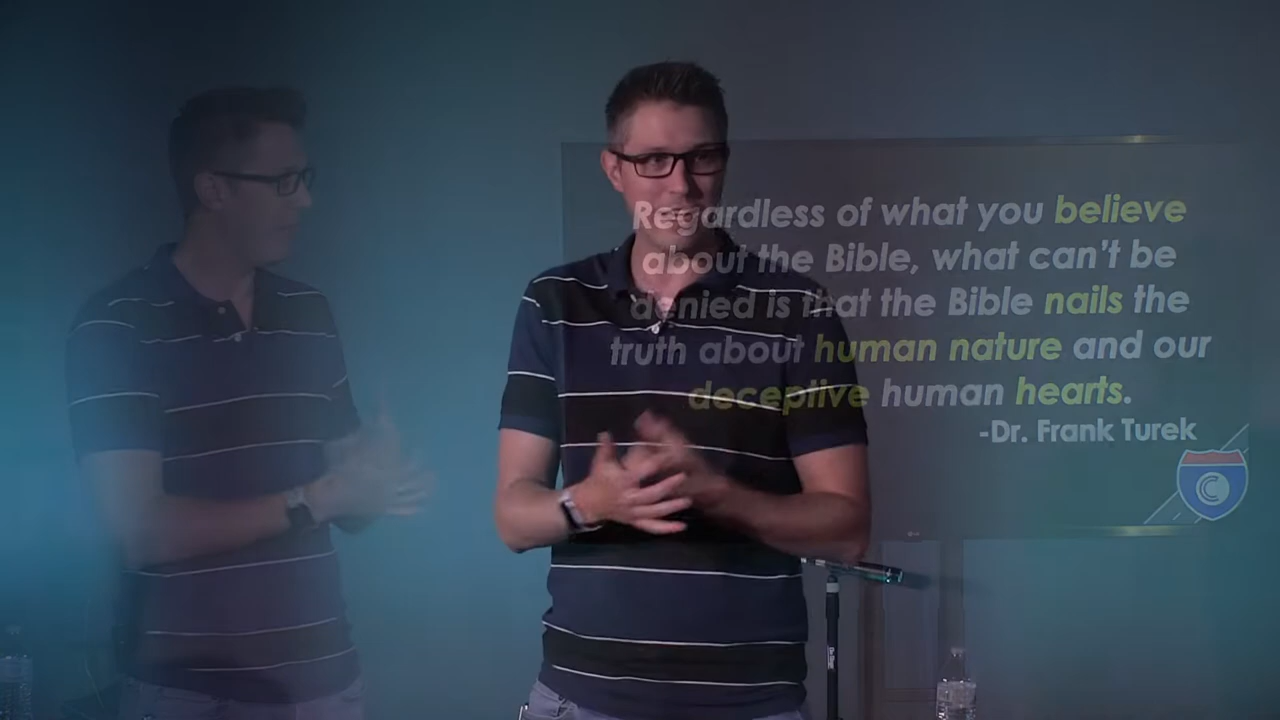 Regardless of what you believe
about the Bible, what can't be
denied is that the Bible nails the
truth about human nature and our
deceptive human hearts.
-Dr. Frank Turek